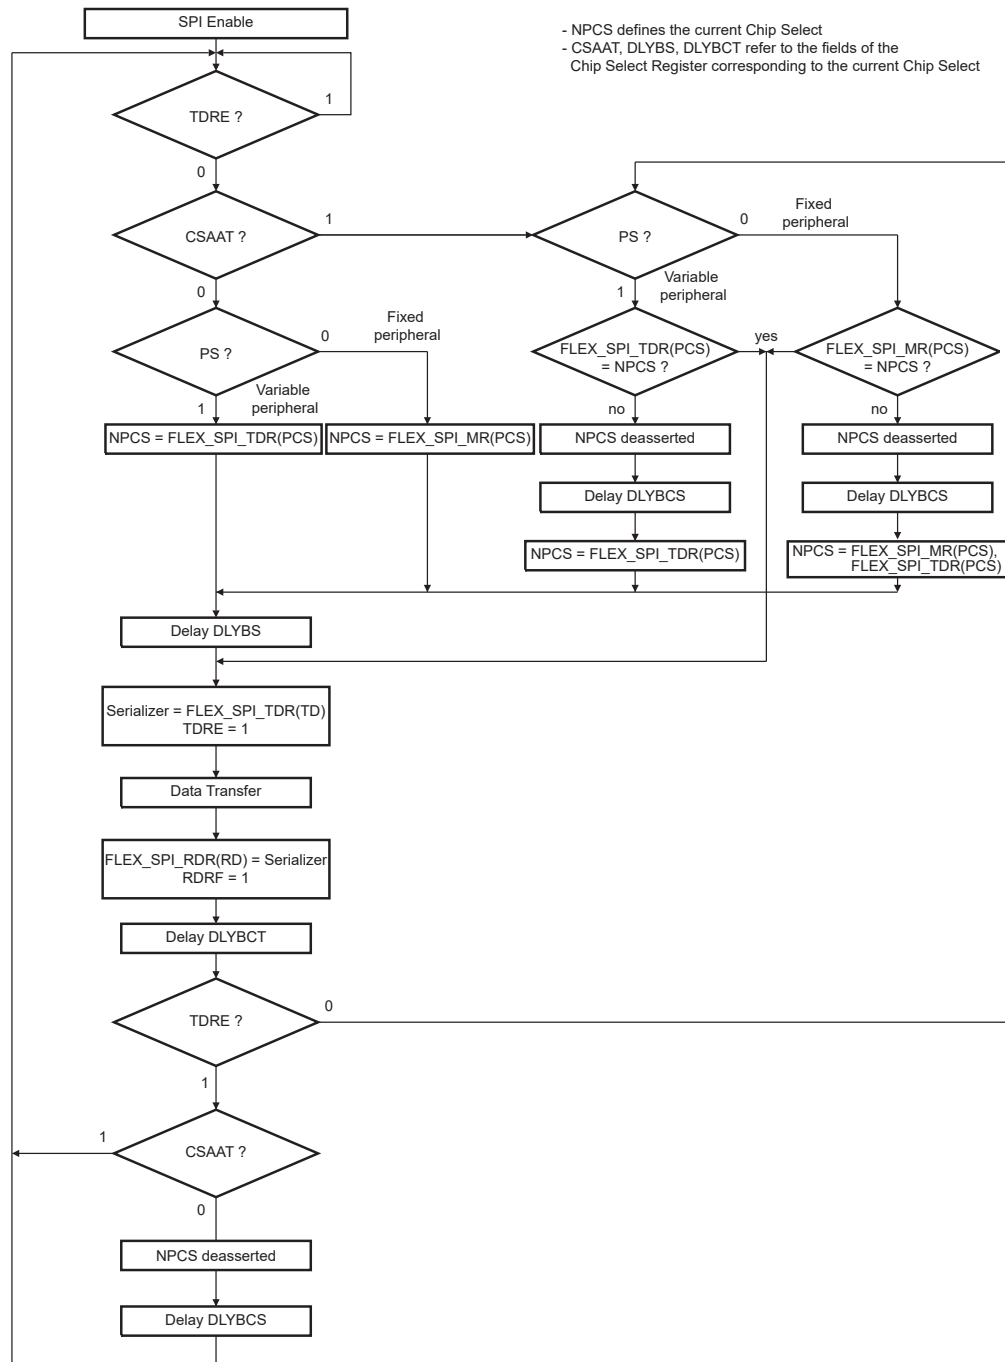 SPI Enable
- NPCS defines the current Chip Select
- CSAAT, DLYBS, DLYBCT refer to the fields of the
Chip Select Register corresponding to the current Chip Select
TDRE ?
1
0
CSAAT ?
1
PS ?
0
Fixed
peripheral
0
1
Variable
peripheral
PS ?
0
Fixed
peripheral
FLEX_SPI_TDR(PCS)
= NPCS ?
yes
FLEX_SPI_MR(PCS)
= NPCS ?
1
Variable
peripheral
no
no
NPCS = FLEX_SPI_TDR(PCS)
NPCS = FLEX_SPI_MR(PCS)
NPCS deasserted
NPCS deasserted
Delay DLYBCS
Delay DLYBCS
NPCS = FLEX_SPI_TDR(PCS)
NPCS = FLEX_SPI_MR(PCS),
FLEX_SPI_TDR(PCS)
Delay DLYBS
Serializer = FLEX_SPI_TDR(TD)
TDRE = 1
Data Transfer
FLEX_SPI_RDR(RD) = Serializer
RDRF = 1
Delay DLYBCT
TDRE ?
0
1
CSAAT ?
1
0
NPCS deasserted
Delay DLYBCS